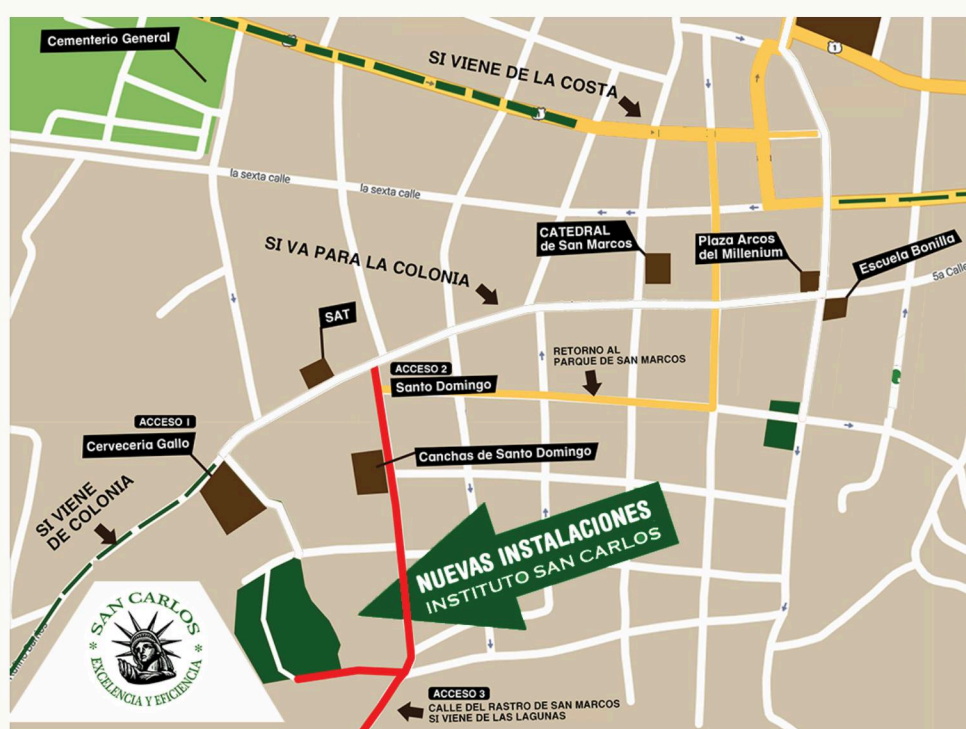 Cementerio General
SI VIENE DE LA COSTA
1
1
la sexta calle
la sexta calle
CATEDRAL
de San Marcos
Plaza Arcos
del Millenium
Escuela Bonilla
5a Calle
SI VA PARA LA COLONIA
SAT
RETORNO AL
PARQUE DE SAN MARCOS
ACCESO 2
Santo Domingo
ACCESO 1
Cerveceria Gallo
Canchas de Santo Domingo
SI VIENE
DE COLONIA
NUEVAS INSTALACIONES
INSTITUTO SAN CARLOS
SAN CARLOS
EXCELENCIA Y EFICIENCIA
ACCESO 3
CALLE DEL RASTRO DE SAN MARCOS
SI VIENE DE LAS LAGUNAS